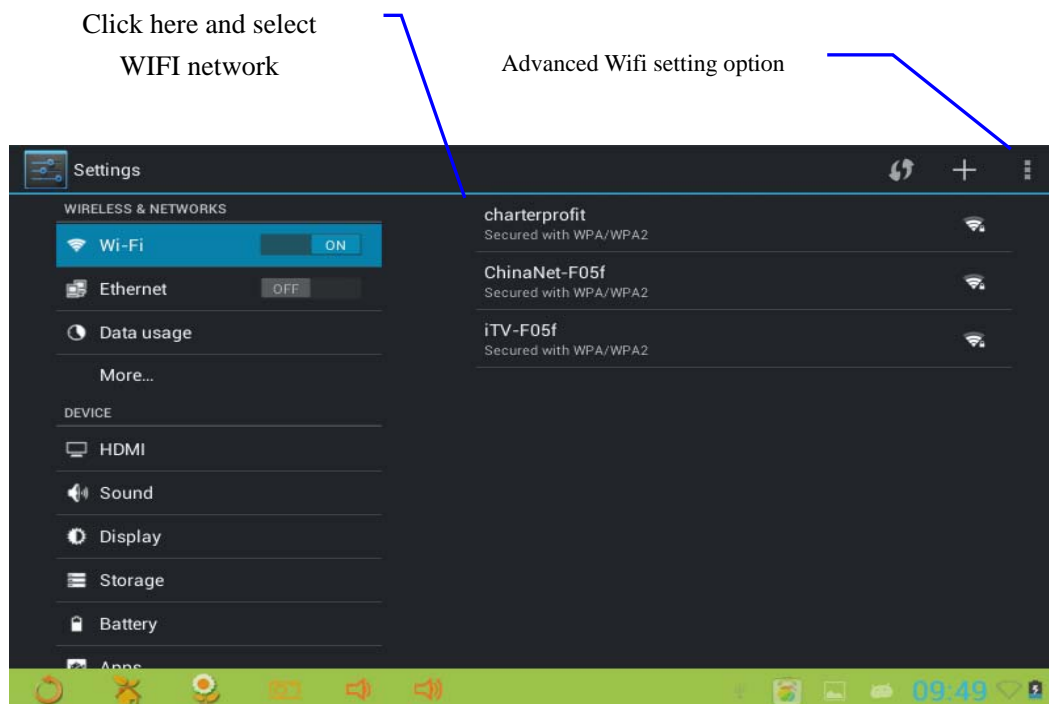 Click here and select
WIFI network
Advanced Wifi setting option
Settings
WIRELESS & NETWORKS
Wi-Fi
ON
Ethernet
OFF
Data usage
More...
DEVICE
HDMI
Sound
Display
Storage
Battery
Apps
charterprofit
Secured with WPA/WPA2
ChinaNet-F05f
Secured with WPA/WPA2
iTV-F05f
Secured with WPA/WPA2
09:49